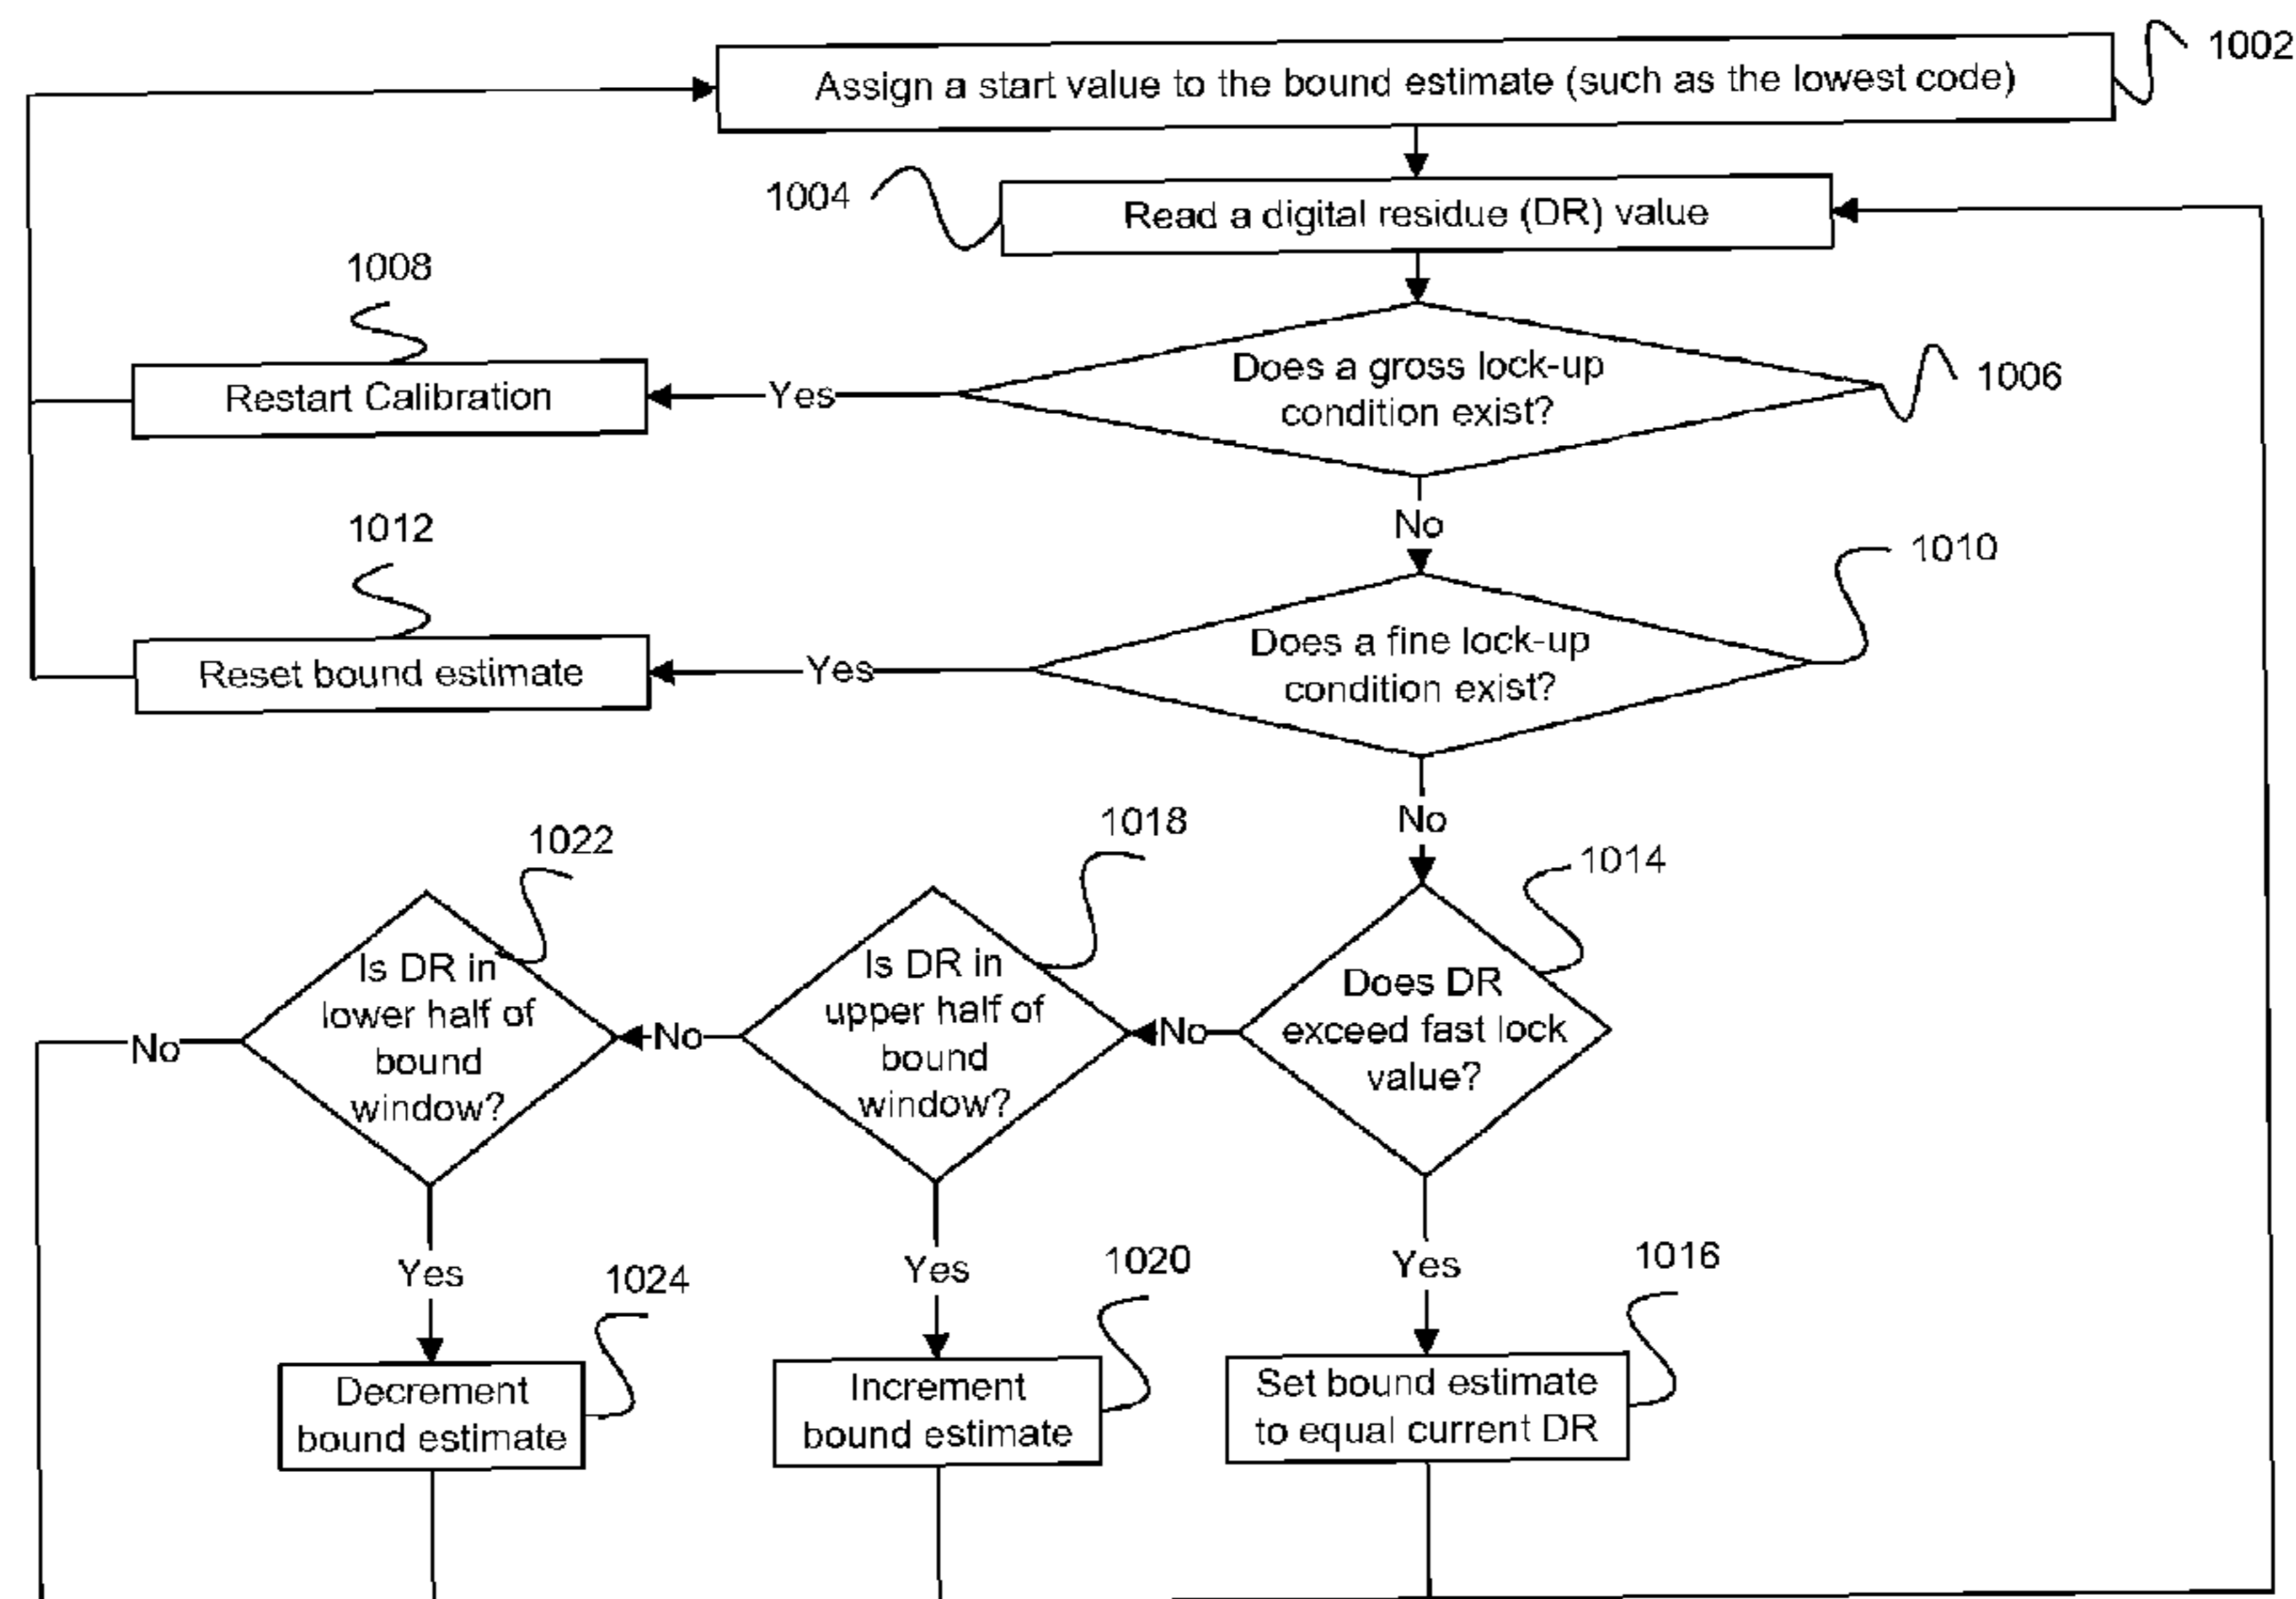 1002
Assign a start value to the bound estimate (such as the lowest code)
1004
Read a digital residue (DR) value
1008
Restart Calibration
Yes
Does a gross lock-up
condition exist?
1006
No
1012
1010
Reset bound estimate
Yes
Does a fine lock-up
condition exist?
No
1022
1018
1014
Is DR in
lower half of
bound
window?
Is DR in
upper half of
bound
window?
Does DR
exceed fast lock
value?
No
No
No
Yes
1024
Yes
1020
Yes
1016
Decrement
bound estimate
Increment
bound estimate
Set bound estimate
to equal current DR